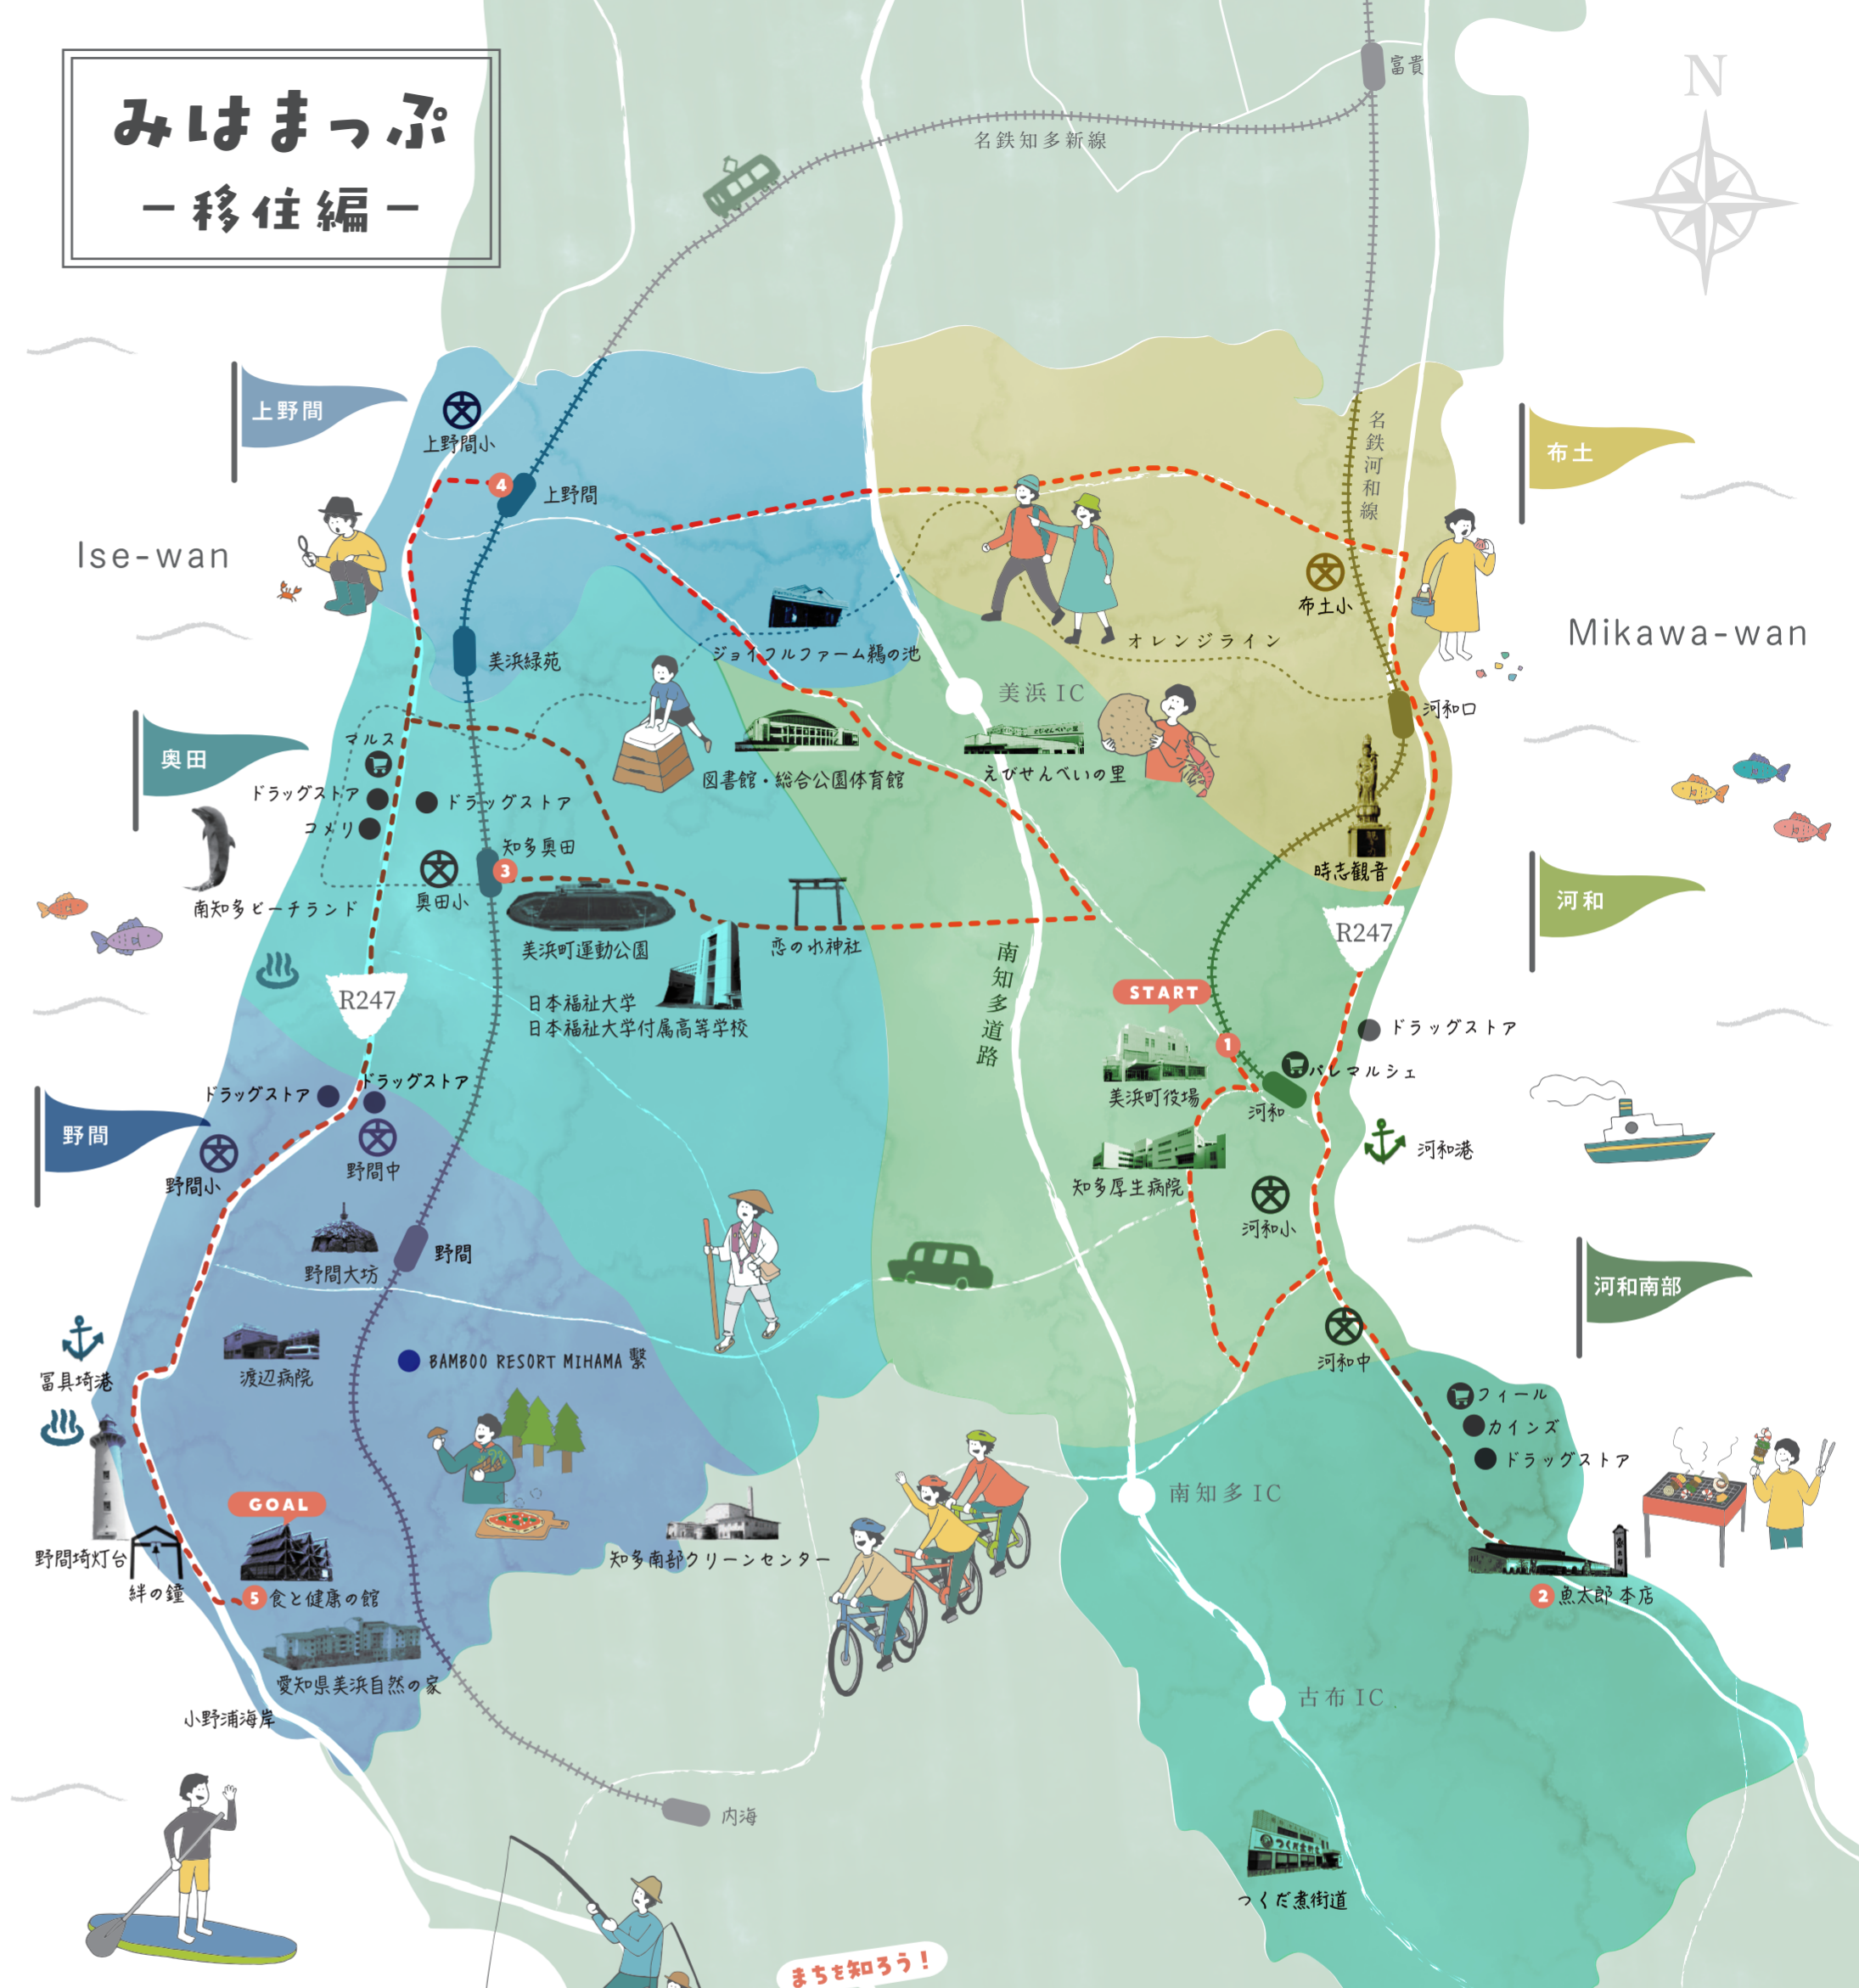 みはまっぷ
－移住編－
N
富貴
名鉄知多新線
上野間
上野間小
4
上野間
名鉄河和線
布土
Ise-wan
布土小
Mikawa-wan
オレンジライン
ジョイフルファーム鵜の池
美浜緑苑
美浜IC
河和口
奥田
マルス
ドラッグストア
ドラッグストア
コメリ
図書館・総合公園体育館
えびせんべいの里
えびせんべいの里
知多奥田
3
奥田小
南知多ビーチランド
時志観音
河和
美浜町運動公園
恋の水神社
R247
R247
南知多道路
日本福祉大学
日本福祉大学付属高等学校
START
1
ドラッグストア
パレマルシェ
美浜町役場
河和
ドラッグストア
ドラッグストア
野間
野間小
野間中
河和港
知多厚生病院
河和小
野間大坊
野間
河和南部
冨具埼港
渡辺病院
BAMBOO RESORT MIHAMA 繋
河和中
フィール
カインズ
ドラッグストア
南知多IC
GOAL
野間埼灯台
絆の鐘
5
食と健康の館
知多南部クリーンセンター
2
魚太郎 本店
愛知県美浜自然の家
小野浦海岸
古布IC
内海
つくだ煮街道
まちを知ろう！